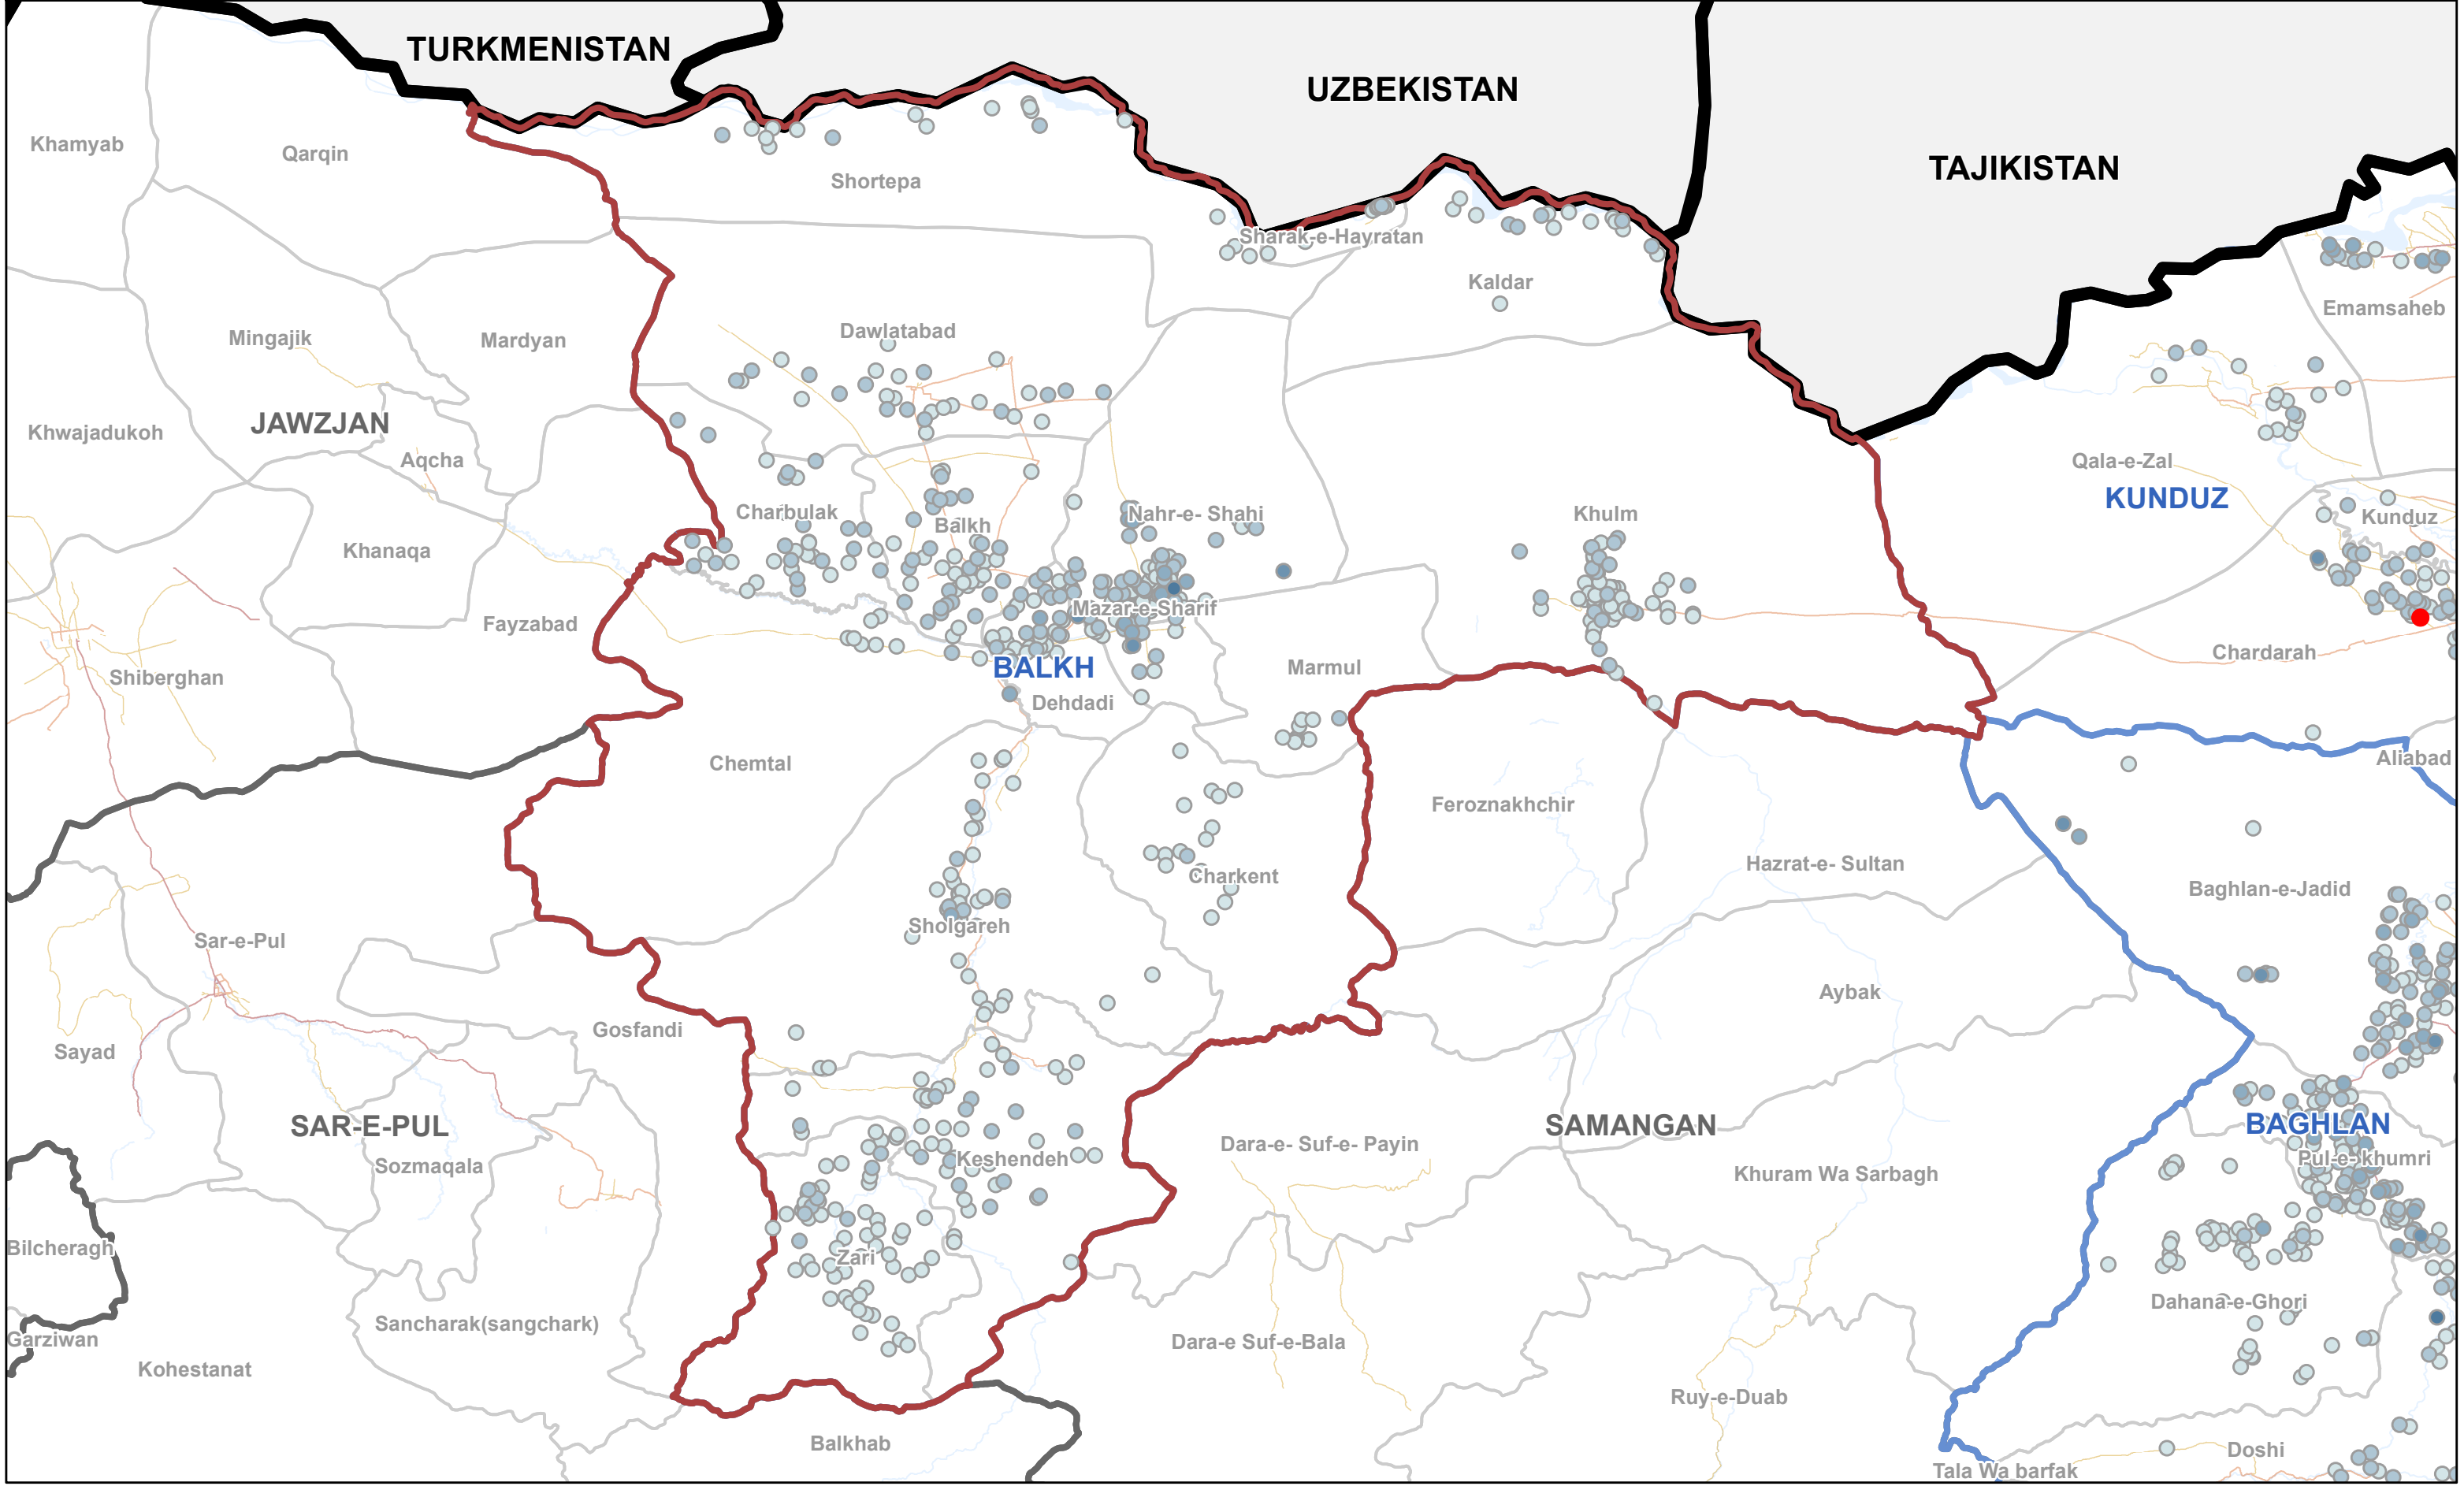 TURKMENISTAN
UZBEKISTAN
TAJIKISTAN
Khamyab
Qarqin
Shortepa
Sharak-e-Hayratan
Kaldar
Emamsaheb
Mingajik
Mardyan
Dawlatabad
JAWZJAN
Khwajadukoh
Aqcha
Qala-e-Zal
KUNDUZ
Charbulak
Balkh
Nahr-e- Shahi
Khulm
Kunduz
Khanaqa
Fayzabad
Mazar-e-Sharif
Shiberghan
BALKH
Marmul
Chardarah
Dehdadi
Chemtal
Aliabad
Feroznakhchir
Hazrat-e- Sultan
Charkent
Baghlan-e-Jadid
Sholgareh
Sar-e-Pul
Aybak
Gosfandi
Sayad
SAR-E-PUL
SAMANGAN
BAGHLAN
Dara-e- Suf-e- Payin
Keshendeh
Pul-e- khumri
Sozmaqala
Khuram Wa Sarbagh
Bilcheragh
Zari
Dahana-e-Ghori
Sancharak(sangchark)
Garziwan
Dara-e Suf-e-Bala
Kohestanat
Ruy-e-Duab
Balkhab
Doshi
Tala Wa barfak